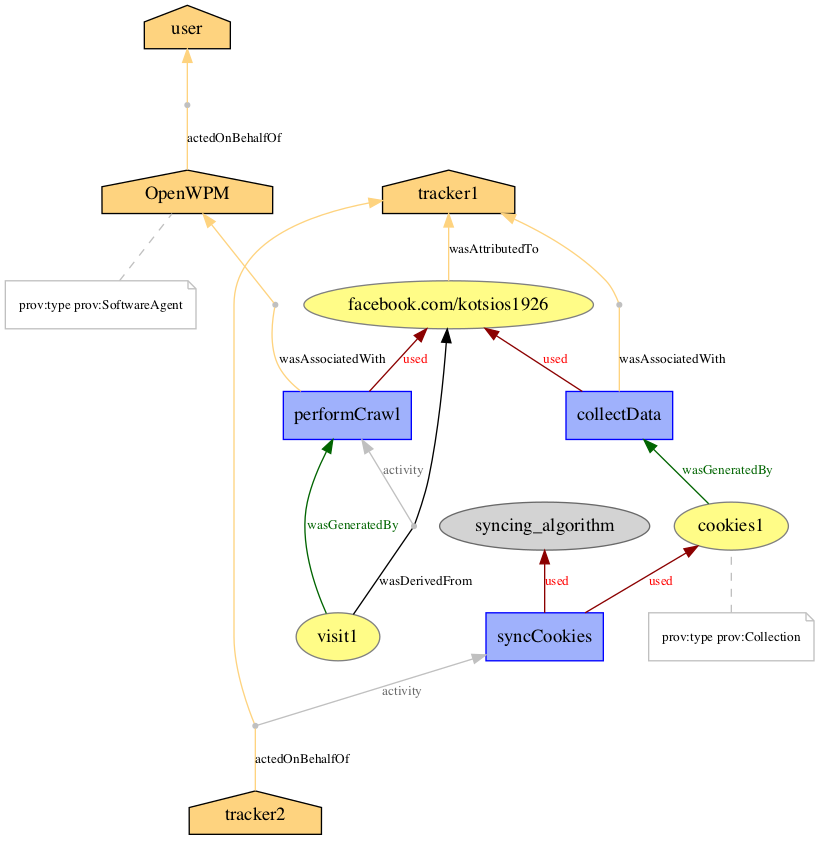 user
actedOnBehalfOf
OpenWPM
tracker1
wasAttributedTo
prov:type prov:SoftwareAgent
facebook.com/kotsios1926
wasAssociatedWith
used
used
wasAssociatedWith
performCrawl
collectData
activity
wasGeneratedBy
wasGeneratedBy
syncing_algorithm
cookies1
wasDerivedFrom
used
used
visit1
syncCookies
prov:type prov:Collection
activity
actedOnBehalfOf
tracker2